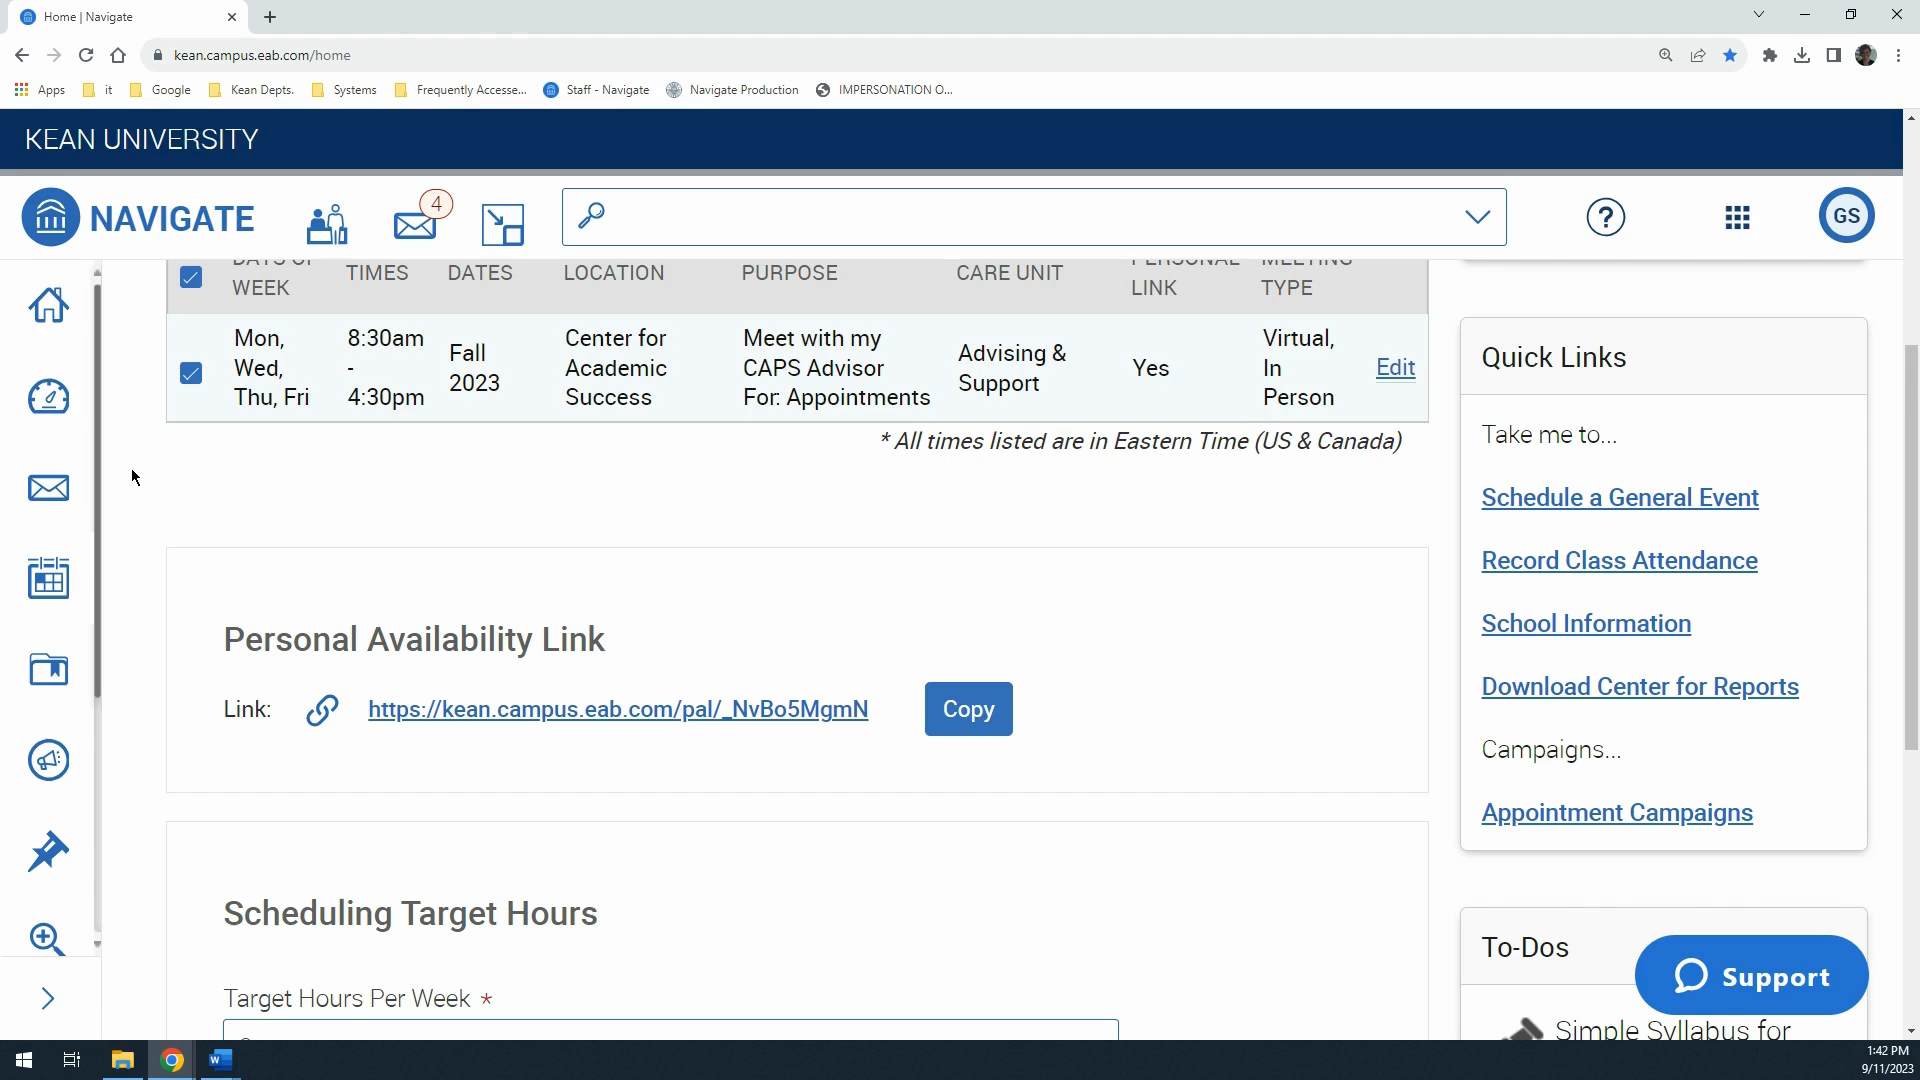 Home | Navigate
kean.campus.eab.com/home
Apps it Google Kean Depts. Systems Frequently Accesse... Staff - Navigate Navigate Production IMPERSONATION O...
KEAN UNIVERSITY
NAVIGATE 4 ? GS
DAYS OF WEEK
TIMES
DATES
LOCATION
PURPOSE
CARE UNIT
PERSONAL LINK
MEETING TYPE
Mon,
Wed,
Thu, Fri
8:30am
-
4:30pm
Fall
2023
Center for
Academic
Success
Meet with my
CAPS Advisor
For: Appointments
Advising &
Support
Yes
Virtual,
In
Person
Edit
* All times listed are in Eastern Time (US & Canada)
Personal Availability Link
Link: https://kean.campus.eab.com/pal/_NvBo5MgmN Copy
Scheduling Target Hours
Target Hours Per Week *
Quick Links
Take me to...
Schedule a General Event
Record Class Attendance
School Information
Download Center for Reports
Campaigns...
Appointment Campaigns
To-Dos
Support
Simple Syllabus for
W
1:42 PM
9/11/2023